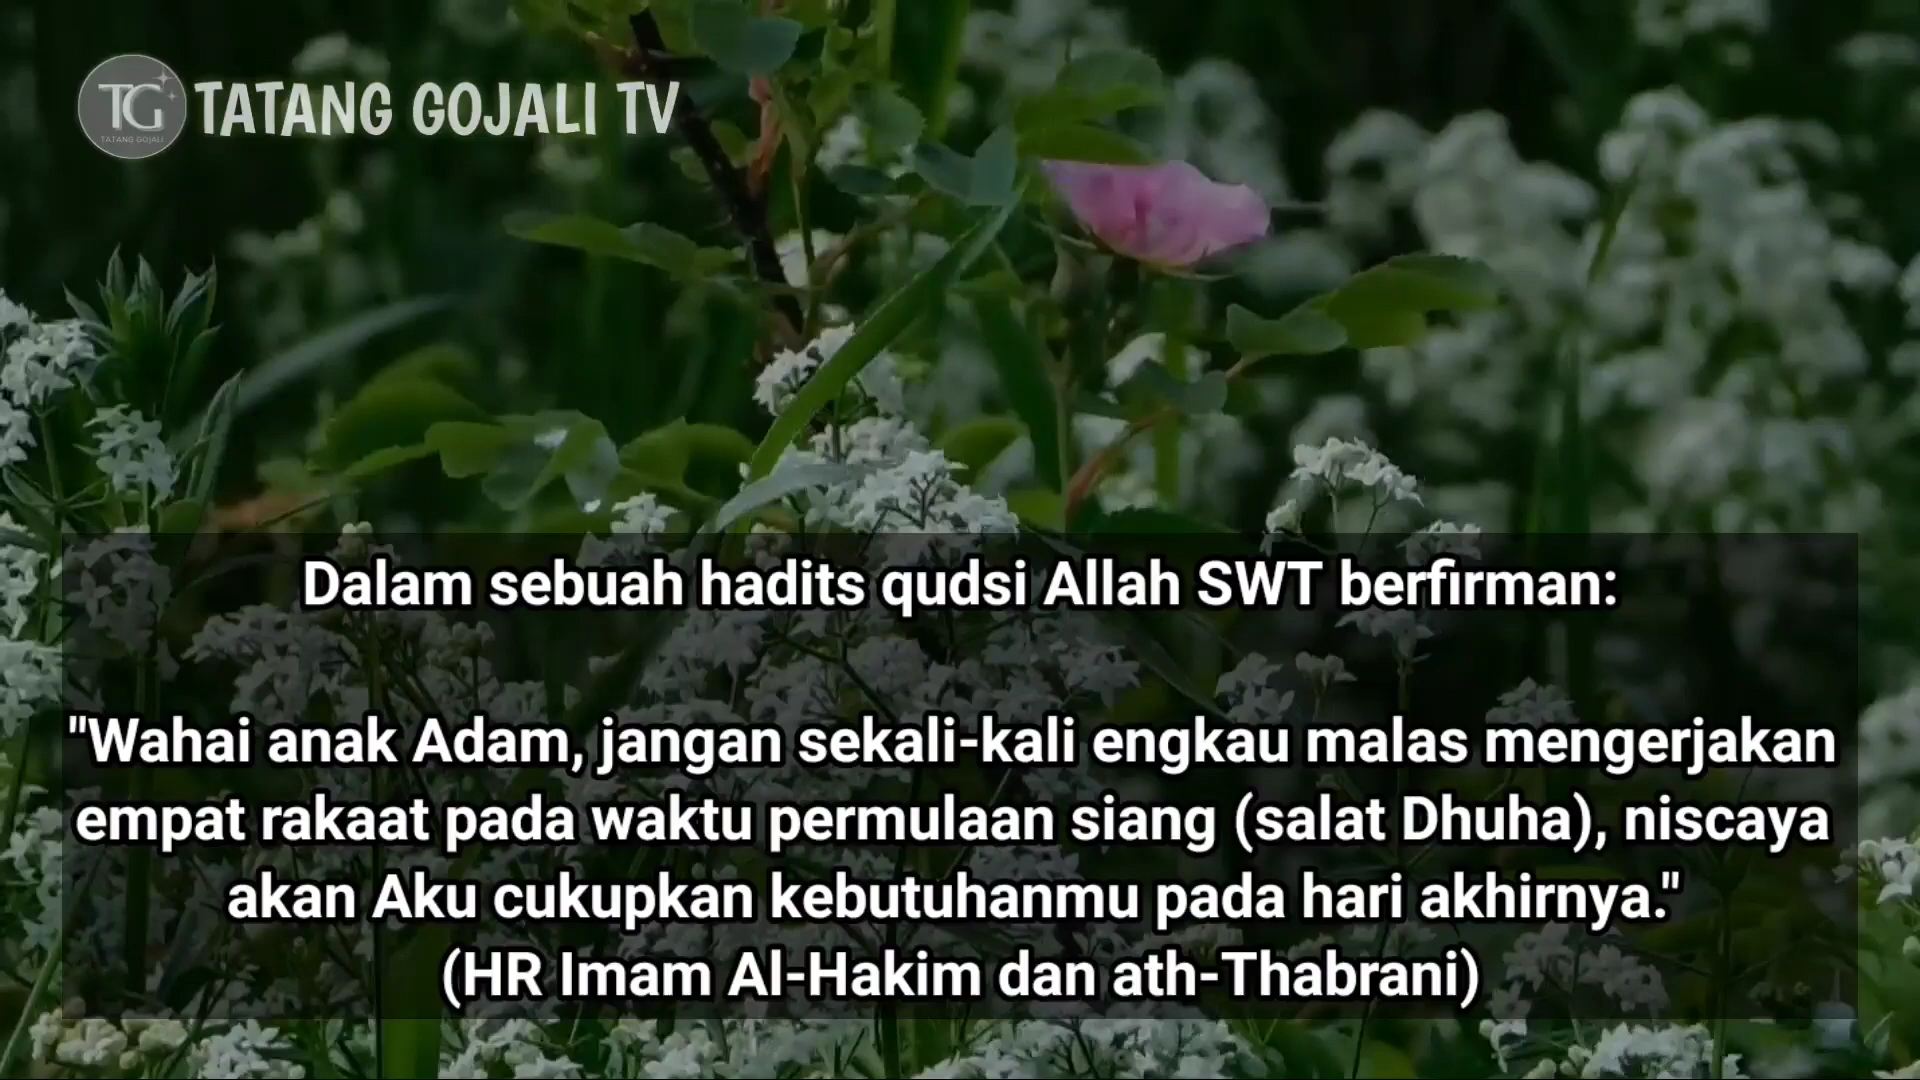 TG
TATANG GOJALI
TATANG GOJALI TV
Dalam sebuah hadits qudsi Allah SWT berfirman:
"Wahai anak Adam, jangan sekali-kali engkau malas mengerjakan
empat rakaat pada waktu permulaan siang (salat Dhuha), niscaya
akan Aku cukupkan kebutuhanmu pada hari akhirnya."
(HR Imam Al-Hakim dan ath-Thabrani)